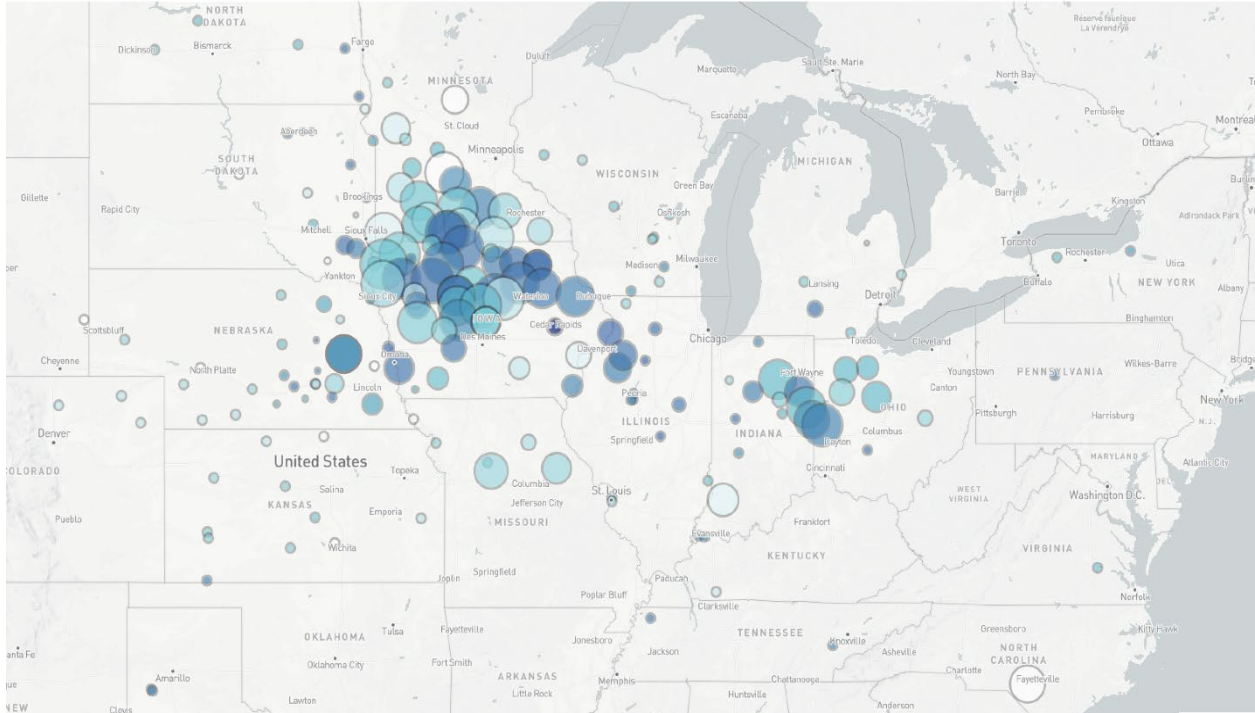 NORTH
DAKOTA
Dickinson
Bismarck
Fargo
Duluth
MINNESOTA
Marquette
Sault Ste. Marie
Réserve faunique
La Vérendrye
North Bay
Aberdeen
St. Cloud
Escanaba
Pembroke
Montreal
Ottawa
SOUTH
DAKOTA
Minneapolis
WISCONSIN
MICHIGAN
Gillette
Rapid City
Brookings
Green Bay
Barrie
Kingston
Mitchell
Sioux Falls
Rochester
Oshkosh
Toronto
Adirondack Park
Yankton
Madison
Milwaukee
Lansing
Rochester
Utica
Sioux City
Waterloo
Dubuque
Detroit
Buffalo
NEW YORK
Albany
Scottsbluff
NEBRASKA
IOWA
Cedar Rapids
Des Moines
Chicago
Toledo
Cleveland
Binghamton
Cheyenne
North Platte
Omaha
Davenport
Fort Wayne
Youngstown
Wilkes-Barre
PENNSYLVANIA
Lincoln
Peoria
Canton
New York
Denver
ILLINOIS
Springfield
INDIANA
OHIO
Columbus
Dayton
Pittsburgh
Harrisburg
N.J.
COLORADO
United States
Topeka
Columbia
Cincinnati
MARYLAND
Atlantic City
Salina
Jefferson City
St. Louis
WEST
VIRGINIA
Washington D.C.
DEL
Pueblo
KANSAS
Emporia
MISSOURI
Frankfort
Wichita
Evansville
KENTUCKY
VIRGINIA
Joplin
Springfield
Paducah
Poplar Bluff
Clarksville
Norfolk
OKLAHOMA
Tulsa
Fayetteville
Jonesboro
TENNESSEE
Knoxville
Greensboro
Kitty Hawk
Oklahoma City
Fort Smith
Jackson
Asheville
NORTH
CAROLINA
Charlotte
Amarillo
ARKANSAS
Memphis
Chattanooga
Fayetteville
Little Rock
Clovis
Lawton
Huntsville
Anderson